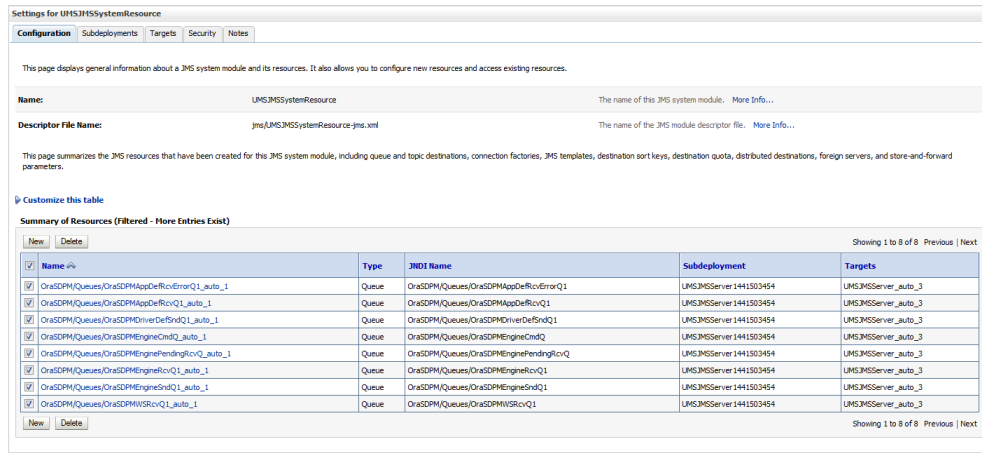 Settings for UMSJMSSystemResource
Configuration Subdeployments Targets Security Notes
This page displays general information about a JMS system module and its resources. It also allows you to configure new resources and access existing resources.
Name: UMSJMSSystemResource The name of this JMS system module. More Info...
Descriptor File Name: jms/UMSJMSSystemResource-jms.xml The name of the JMS module descriptor file. More Info...
This page summarizes the JMS resources that have been created for this JMS system module, including queue and topic destinations, connection factories, JMS templates, destination sort keys, destination quota, distributed destinations, foreign servers, and store-and-forward
parameters.
Customize this table
Summary of Resources (Filtered - More Entries Exist)
New Delete Showing 1 to 8 of 8 Previous | Next
Name Type JNDI Name Subdeployment Targets
OraSDPM/Queues/OraSDPMAppDefRcvErrorQ1_auto_1 Queue OraSDPM/Queues/OraSDPMAppDefRcvErrorQ1 UMSJMSServer1441503454 UMSJMSServer_auto_3
OraSDPM/Queues/OraSDPMAppDefRcvQ1_auto_1 Queue OraSDPM/Queues/OraSDPMAppDefRcvQ1 UMSJMSServer1441503454 UMSJMSServer_auto_3
OraSDPM/Queues/OraSDPMDriverDefSndQ1_auto_1 Queue OraSDPM/Queues/OraSDPMDriverDefSndQ1 UMSJMSServer1441503454 UMSJMSServer_auto_3
OraSDPM/Queues/OraSDPMEngineCmdQ_auto_1 Queue OraSDPM/Queues/OraSDPMEngineCmdQ UMSJMSServer1441503454 UMSJMSServer_auto_3
OraSDPM/Queues/OraSDPMEnginePendingRcvQ_auto_1 Queue OraSDPM/Queues/OraSDPMEnginePendingRcvQ UMSJMSServer1441503454 UMSJMSServer_auto_3
OraSDPM/Queues/OraSDPMEngineRcvQ1_auto_1 Queue OraSDPM/Queues/OraSDPMEngineRcvQ1 UMSJMSServer1441503454 UMSJMSServer_auto_3
OraSDPM/Queues/OraSDPMEngineSndQ1_auto_1 Queue OraSDPM/Queues/OraSDPMEngineSndQ1 UMSJMSServer1441503454 UMSJMSServer_auto_3
OraSDPM/Queues/OraSDPMWSRcvQ1_auto_1 Queue OraSDPM/Queues/OraSDPMWSRcvQ1 UMSJMSServer1441503454 UMSJMSServer_auto_3
New Delete Showing 1 to 8 of 8 Previous | Next